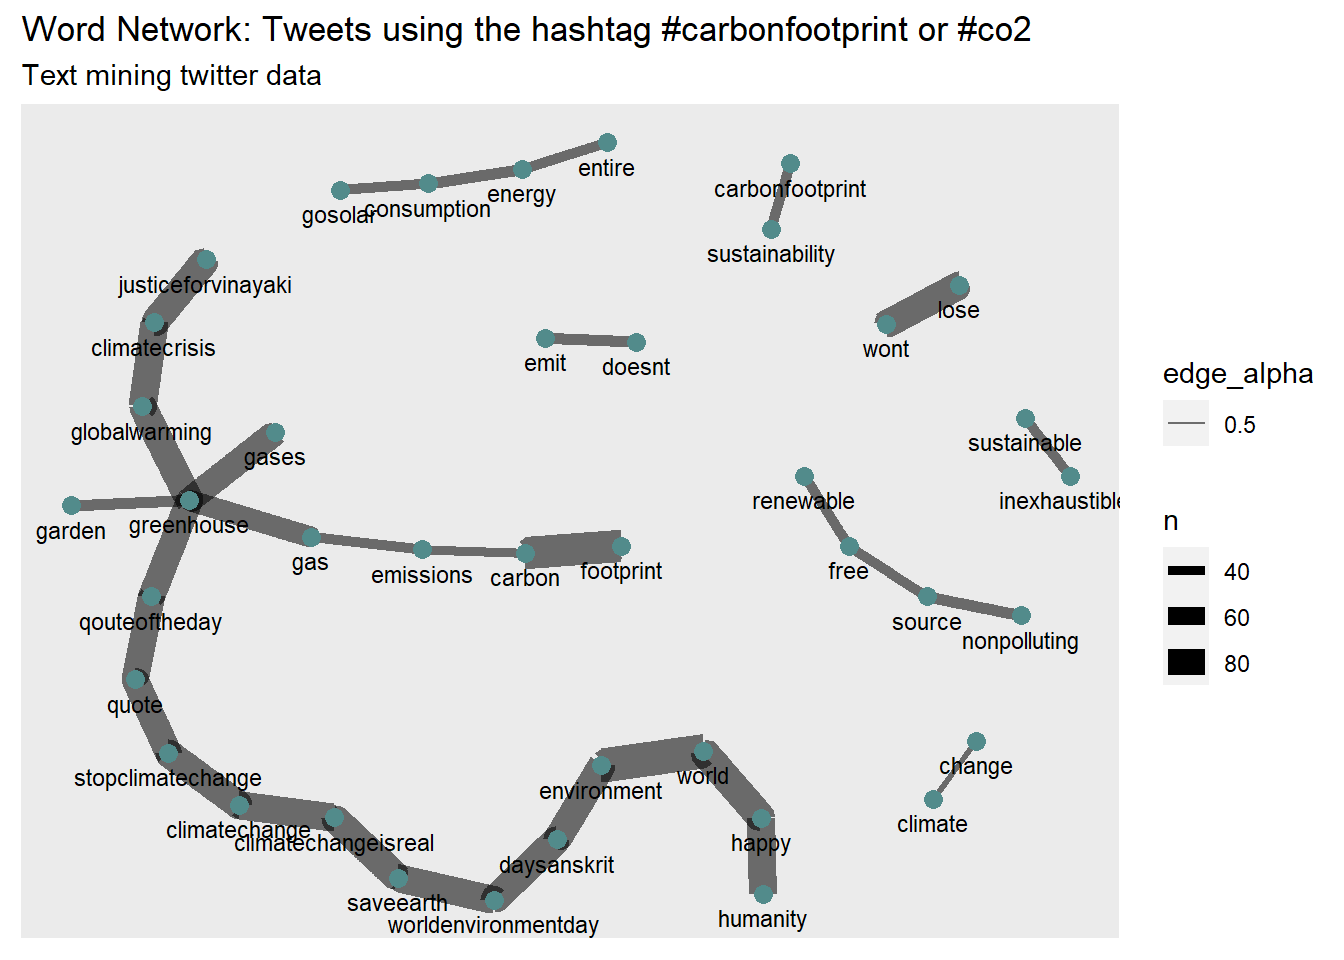 Word Network: Tweets using the hashtag #carbonfootprint or #co2
Text mining twitter data
entire
carbonfootprint
energy
consumption
gosolar
sustainability
justiceforvinayaki
lose
climatecrisis
wont
emit
doesnt
globalwarming
sustainable
gases
renewable
inexhaustible
greenhouse
garden
gas
emissions
carbon
footprint
free
qouteoftheday
source
nonpolluting
quote
stopclimatechange
world
change
environment
climatechange
climate
climatechangeisreal
happy
daysanskrit
saveearth
humanity
worldenvironmentday
edge_alpha
0.5
n
40
60
80